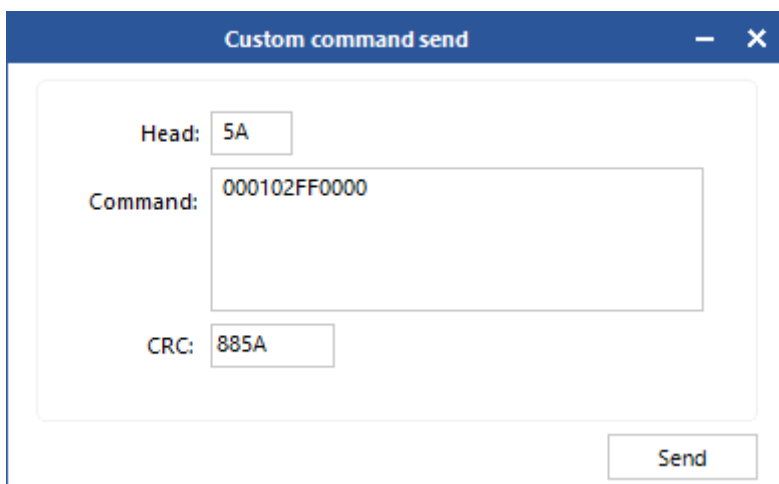 Custom command send
Head: 5A
Command: 000102FF0000
CRC: 885A
Send